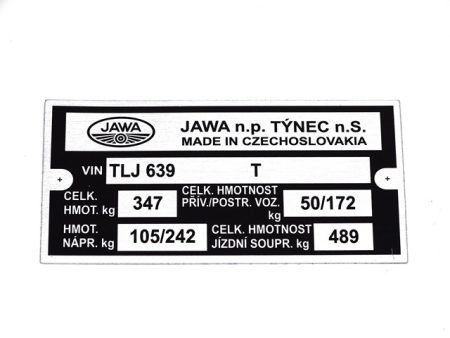 JAWA
JAWA n.p. TÝNEC n.S.
MADE IN CZECHOSLOVAKIA
VIN TLJ 639 T
CELK. HMOT. kg 347
CELK. HMOTNOST PŘÍV./POSTR. VOZ. kg 50/172
HMOT. NÁPR. kg 105/242
CELK. HMOTNOST JÍZDNÍ SOUPR. kg 489